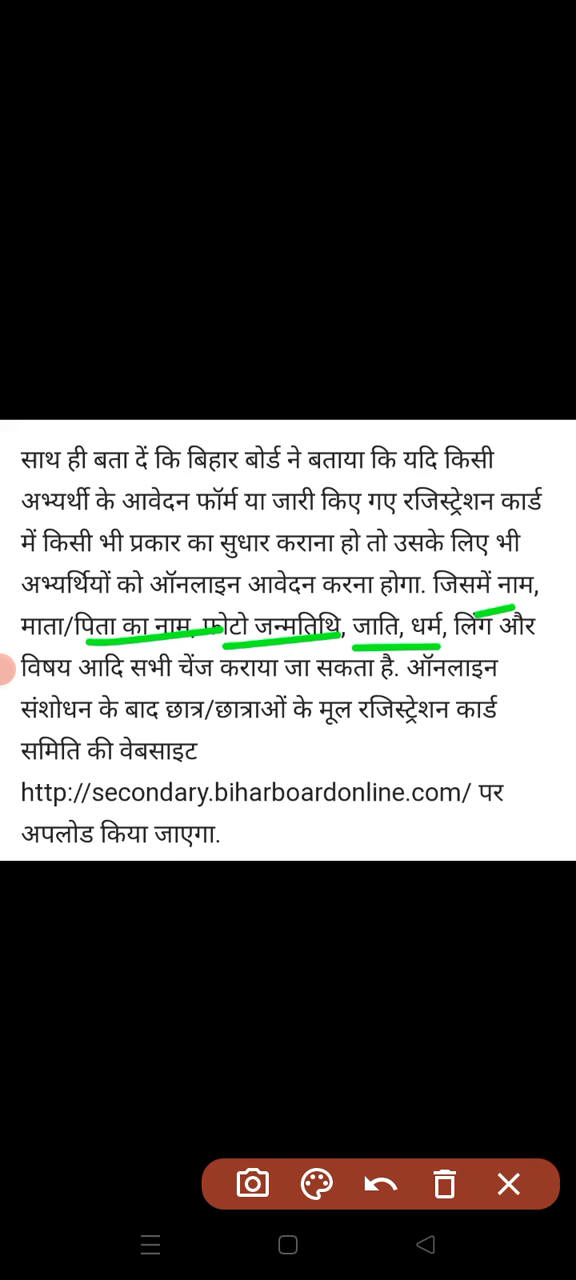 साथ ही बता दें कि बिहार बोर्ड ने बताया कि यदि किसी
अभ्यर्थी के आवेदन फॉर्म या जारी किए गए रजिस्ट्रेशन कार्ड
में किसी भी प्रकार का सुधार कराना हो तो उसके लिए भी
अभ्यर्थियों को ऑनलाइन आवेदन करना होगा. जिसमें नाम,
माता/पिता का नाम, फोटो जन्मतिथि, जाति, धर्म, लिंग और
विषय आदि सभी चेंज कराया जा सकता है. ऑनलाइन
संशोधन के बाद छात्र/छात्राओं के मूल रजिस्ट्रेशन कार्ड
समिति की वेबसाइट
http://secondary.biharboardonline.com/ पर
अपलोड किया जाएगा.